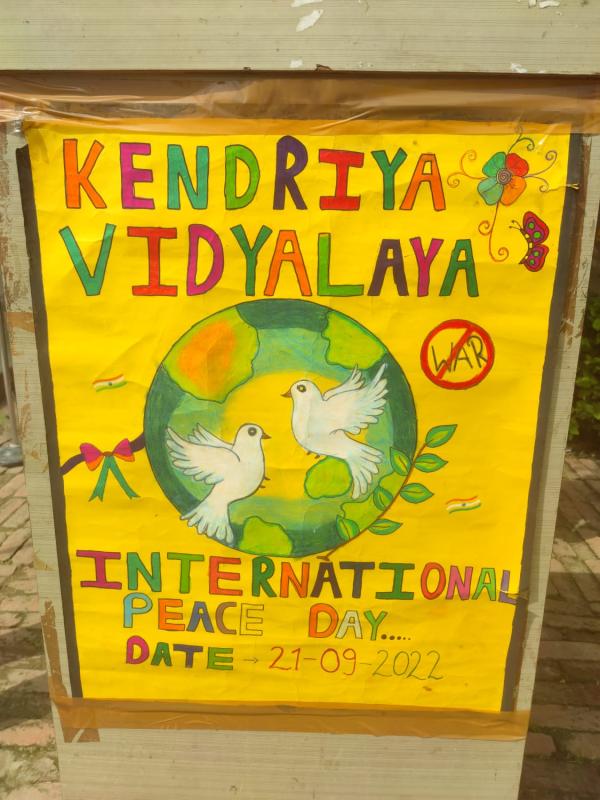 KENDRIYA
VIDYALAYA
WAR
INTERNATIONAL
PEACE DAY.....
DATE → 21-09-2022